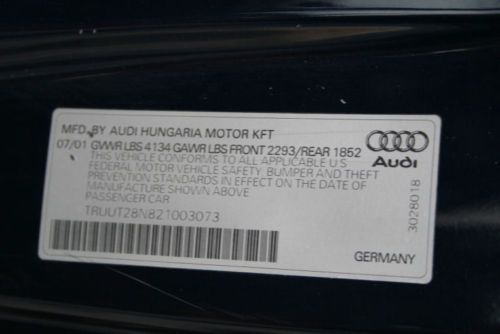 MFD. BY AUDI HUNGARIA MOTOR KFT
07/01 GVWR LBS 4134 GAWR LBS FRONT 2293/REAR 1852
THIS VEHICLE CONFORMS TO ALL APPLICABLE U.S.
FEDERAL MOTOR VEHICLE SAFETY, BUMPER AND THEFT
PREVENTION STANDARDS IN EFFECT ON THE DATE OF
MANUFACTURE SHOWN ABOVE
PASSENGER CAR
TRUUT28N821003073
Audi
3028018
GERMANY